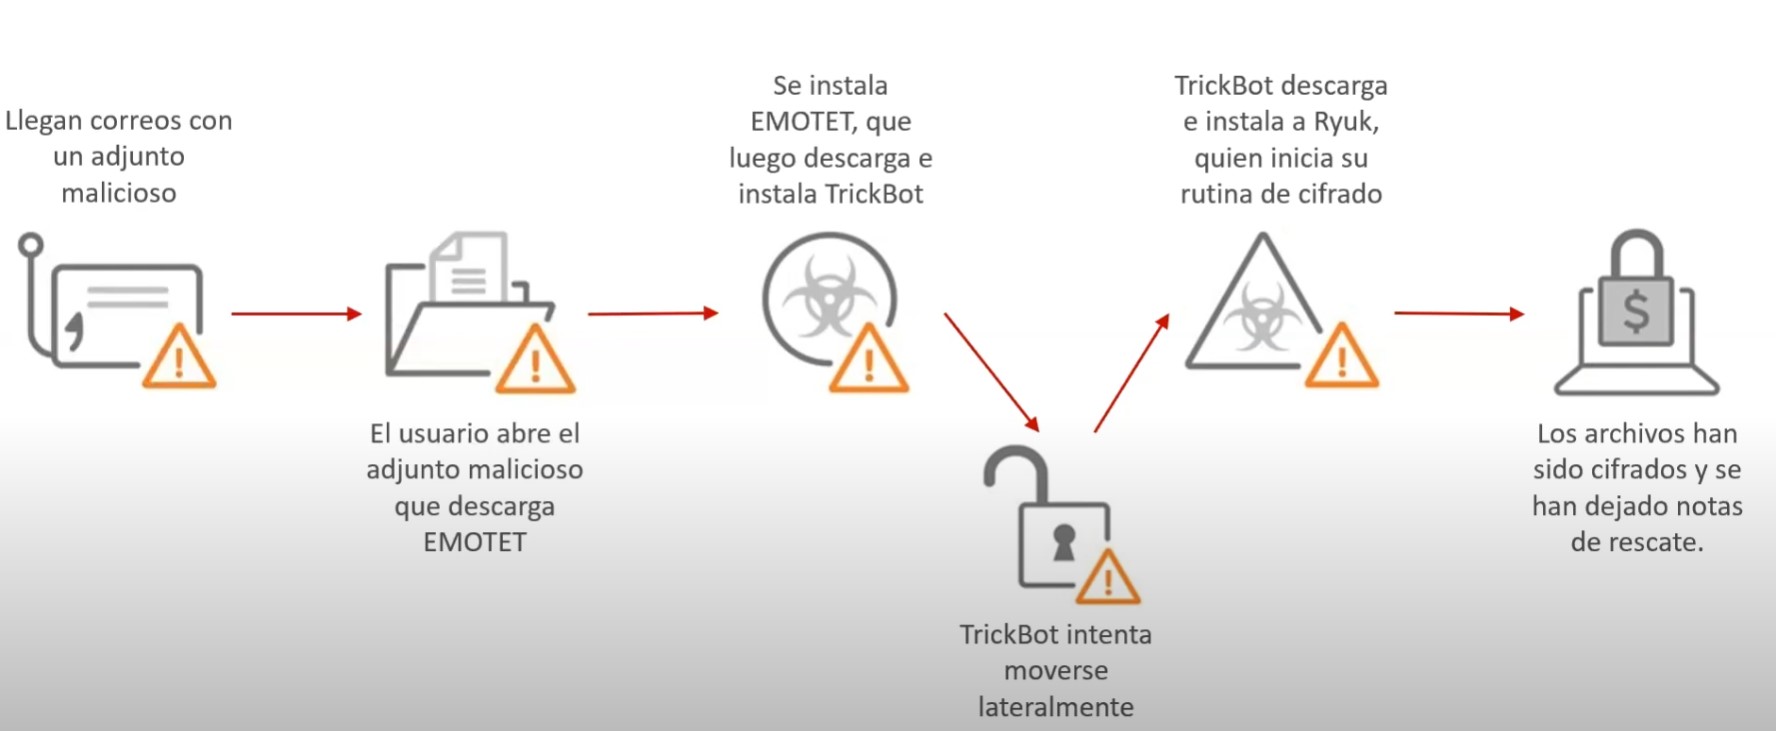 Llegan correos con
un adjunto
malicioso
El usuario abre el
adjunto malicioso
que descarga
EMOTET
Se instala
EMOTET, que
luego descarga e
instala TrickBot
TrickBot intenta
moverse
lateralmente
TrickBot descarga
e instala a Ryuk,
quien inicia su
rutina de cifrado
$
Los archivos han
sido cifrados y se
han dejado notas
de rescate.